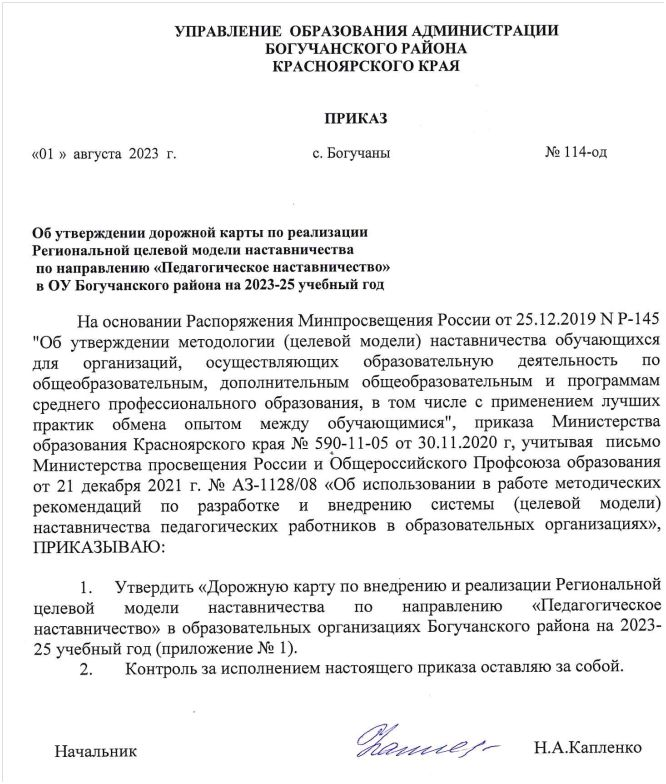 УПРАВЛЕНИЕ ОБРАЗОВАНИЯ АДМИНИСТРАЦИИ
БОГУЧАНСКОГО РАЙОНА
КРАСНОЯРСКОГО КРАЯ
ПРИКАЗ
«01 » августа 2023 г. с. Богучаны № 114-од
Об утверждении дорожной карты по реализации
Региональной целевой модели наставничества
по направлению «Педагогическое наставничество»
в ОУ Богучанского района на 2023-25 учебный год
На основании Распоряжения Минпросвещения России от 25.12.2019 N Р-145
"Об утверждении методологии (целевой модели) наставничества обучающихся
для организаций, осуществляющих образовательную деятельность по
общеобразовательным, дополнительным общеобразовательным и программам
среднего профессионального образования, в том числе с применением лучших
практик обмена опытом между обучающимися", приказа Министерства
образования Красноярского края № 590-11-05 от 30.11.2020 г, учитывая письмо
Министерства просвещения России и Общероссийского Профсоюза образования
от 21 декабря 2021 г. № АЗ-1128/08 «Об использовании в работе методических
рекомендаций по разработке и внедрению системы (целевой модели)
наставничества педагогических работников в образовательных организациях»,
ПРИКАЗЫВАЮ:
1. Утвердить «Дорожную карту по внедрению и реализации Региональной
целевой модели наставничества по направлению «Педагогическое
наставничество» в образовательных организациях Богучанского района на 2023-
25 учебный год (приложение № 1).
2. Контроль за исполнением настоящего приказа оставляю за собой.
Начальник Н.А.Капленко